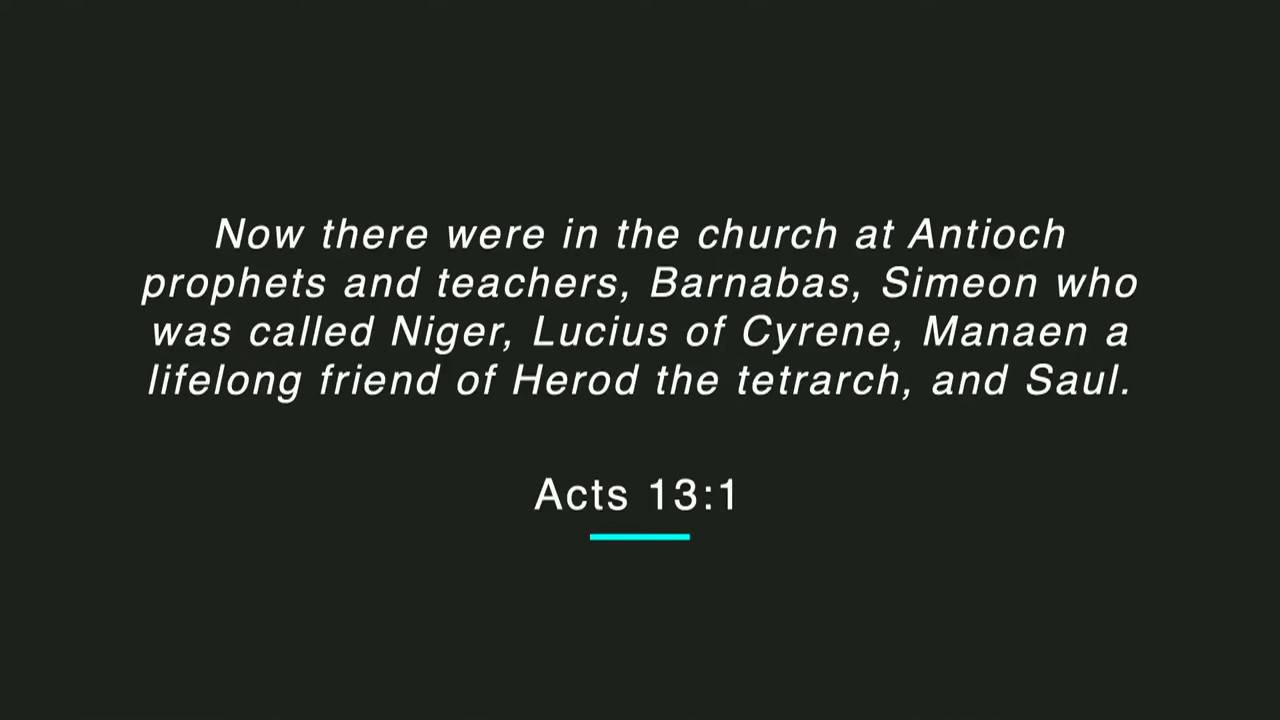 Now there were in the church at Antioch
prophets and teachers, Barnabas, Simeon who
was called Niger, Lucius of Cyrene, Manaen a
lifelong friend of Herod the tetrarch, and Saul.
Acts 13:1